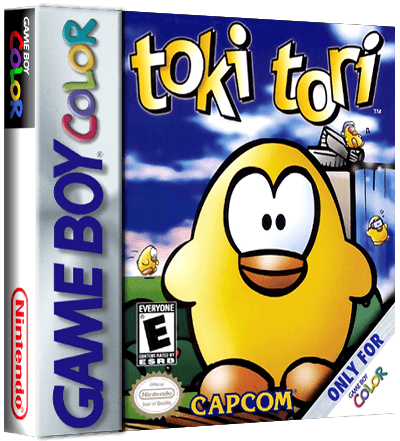 GAME BOY
COLOR
Nintendo
GAME BOY COLOR
toki tori
TM
EVERYONE
E
CONTENT RATED BY
ESRB
Official
Nintendo
Seal of Quality
CAPCOM
ONLY FOR
GAME BOY
COLOR